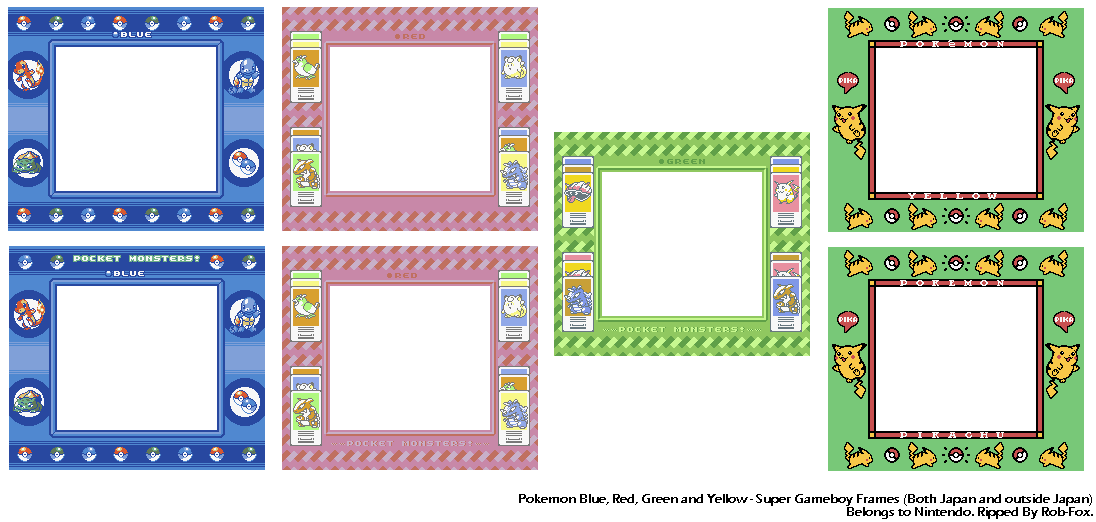 BLUE
RED
POKéMON
PIKA PIKA
YELLOW
GREEN
POCKET MONSTERS!
POCKET MONSTERS!
BLUE
RED
POCKET MONSTERS!
POKEMON
PIKA PIKA
PIKACHU
Pokemon Blue, Red, Green and Yellow - Super Gameboy Frames (Both Japan and outside Japan)
Belongs to Nintendo. Ripped By Rob-Fox.